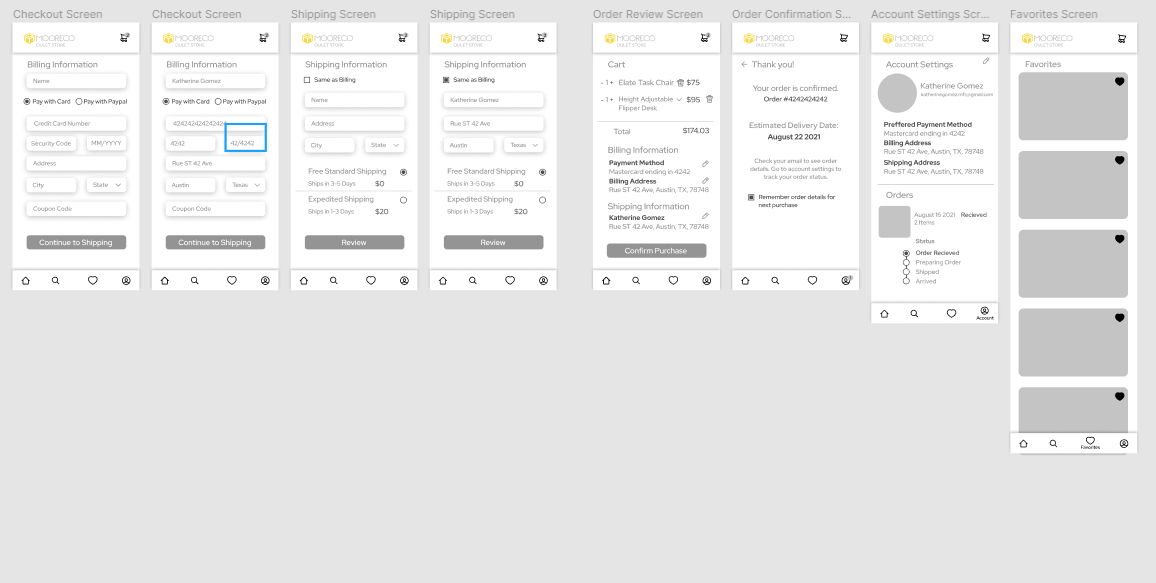 Checkout Screen
MOORECO
OULET STORE
Billing Information
Name
Pay with Card
Pay with Paypal
Credit Card Number
Security Code
MM/YYYY
Address
City
State
Coupon Code
Continue to Shipping
Checkout Screen
MOORECO
OULET STORE
Billing Information
Katherine Gomez
Pay with Card
Pay with Paypal
4242424242424224
4242
42/4242
Rue ST 42 Ave
Austin
Texas
Coupon Code
Continue to Shipping
Shipping Screen
MOORECO
OULET STORE
Shipping Information
Same as Billing
Name
Address
City
State
Free Standard Shipping
Ships in 3-5 Days $0
Expedited Shipping
Ships in 1-3 Days $20
Review
Shipping Screen
MOORECO
OULET STORE
Shipping Information
Same as Billing
Katherine Gomez
Rue ST 42 Ave
Austin
Texas
Free Standard Shipping
Ships in 3-5 Days $0
Expedited Shipping
Ships in 1-3 Days $20
Review
Order Review Screen
MOORECO
OULET STORE
Cart
- 1 + Elate Task Chair $75
- 1 + Height Adjustable $95
Flipper Desk
Total $174.03
Billing Information
Payment Method
Mastercard ending in 4242
Billing Address
Rue ST 42 Ave, Austin, TX, 78748
Shipping Information
Katherine Gomez
Rue ST 42 Ave, Austin, TX, 78748
Confirm Purchase
Order Confirmation S...
MOORECO
OULET STORE
Thank you!
Your order is confirmed.
Order #4242424242
Estimated Delivery Date:
August 22 2021
Check your email to see order
details. Go to account settings to
track your order status.
Remember order details for
next purchase
Account Settings Scr...
MOORECO
OULET STORE
Account Settings
Katherine Gomez
katherinegomez.mft@gmail.com
Preffered Payment Method
Mastercard ending in 4242
Billing Address
Rue ST 42 Ave, Austin, TX, 78748
Shipping Address
Rue ST 42 Ave, Austin, TX, 78748
Orders
August 16 2021 Recieved
2 Items
Status
Order Recieved
Preparing Order
Shipped
Arrived
Account
Favorites Screen
MOORECO
OULET STORE
Favorites
Favorites